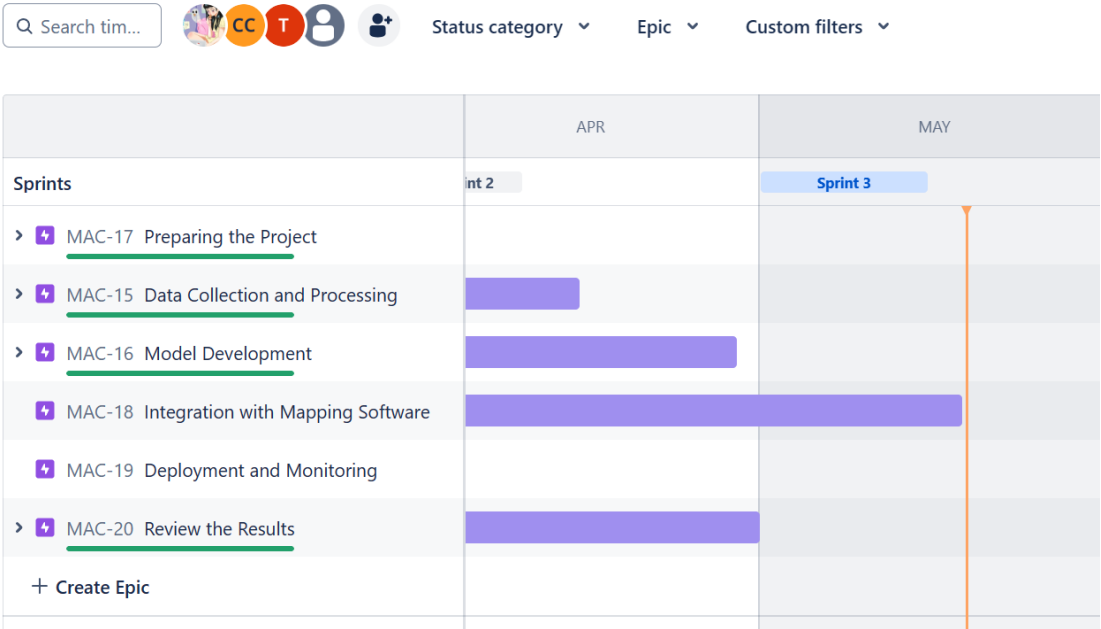 Search tim...
CC
T
Status category
Epic
Custom filters
APR
MAY
Sprints
int 2
Sprint 3
MAC-17 Preparing the Project
MAC-15 Data Collection and Processing
MAC-16 Model Development
MAC-18 Integration with Mapping Software
MAC-19 Deployment and Monitoring
MAC-20 Review the Results
+ Create Epic